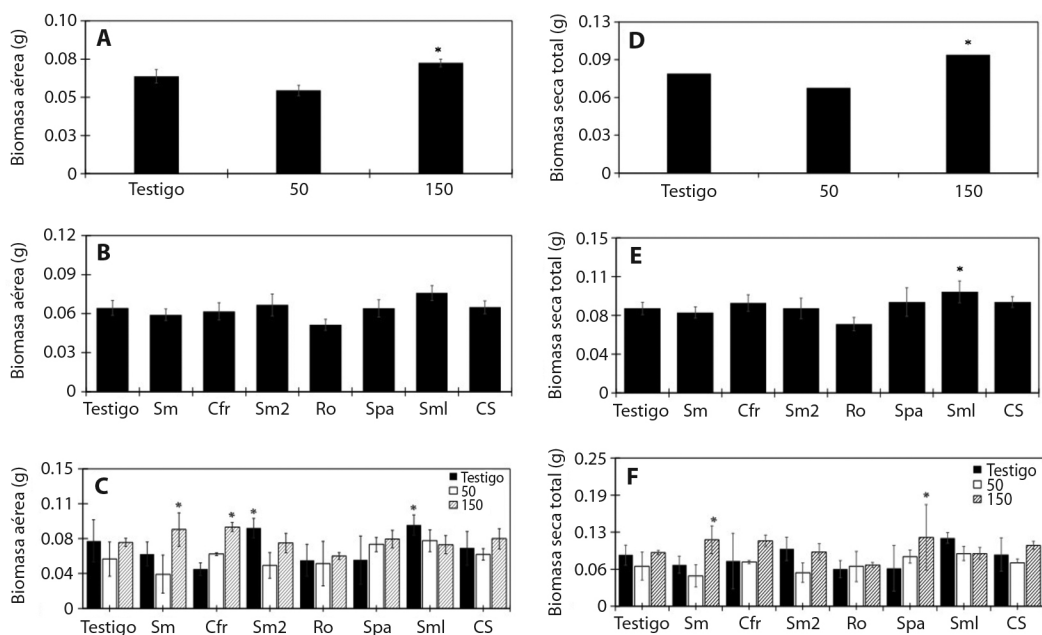 A
Biomasa aérea (g)
0.10
0.08
0.05
0.03
0
*
Testigo 50 150
D
Biomasa seca total (g)
0.13
0.09
0.06
0.03
0
*
Testigo 50 150
B
Biomasa aérea (g)
0.12
0.09
0.06
0.03
0
Testigo Sm Cfr Sm2 Ro Spa Sml CS
E
Biomasa seca total (g)
0.15
0.11
0.08
0.04
0
*
Testigo Sm Cfr Sm2 Ro Spa Sml CS
C
Biomasa aérea (g)
0.15
0.11
0.08
0.04
0
Testigo
50
150
* * * *
Testigo Sm Cfr Sm2 Ro Spa Sml CS
F
Biomasa seca total (g)
0.25
0.19
0.13
0.06
0
Testigo
50
150
* *
Testigo Sm Cfr Sm2 Ro Spa Sml CS